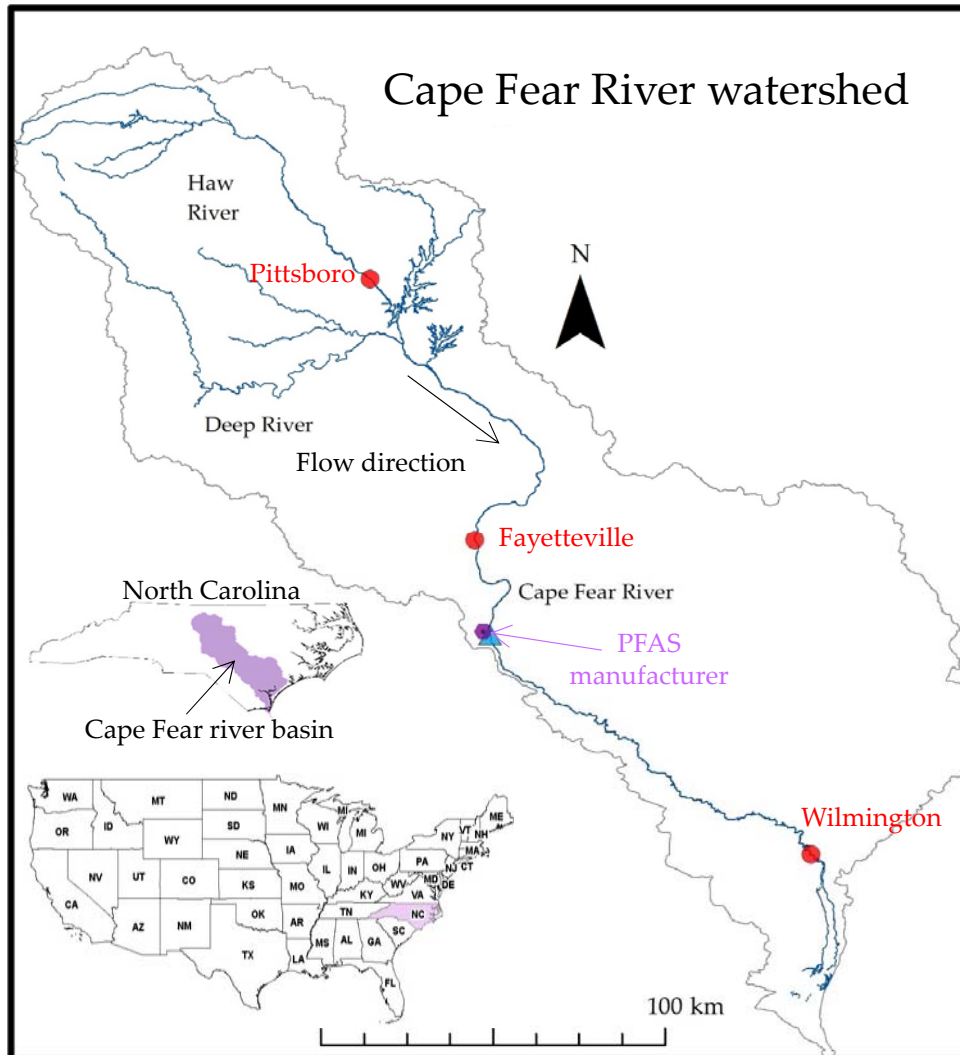 Cape Fear River watershed
Haw
River
Pittsboro
N
Deep River
Flow direction
Fayetteville
Cape Fear River
North Carolina
PFAS
manufacturer
Cape Fear river basin
Wilmington
WA
MT
ND
MN
ME
OR
ID
SD
WI
MI
MI
NY
VT
NH
WY
MA
CT
NV
UT
CO
NE
IA
IL
IN
OH
PA
NJ
CA
KS
MO
KY
WV
MD
DE
VA
AZ
NM
OK
AR
TN
NC
TX
LA
MS
AL
GA
SC
FL
100 km